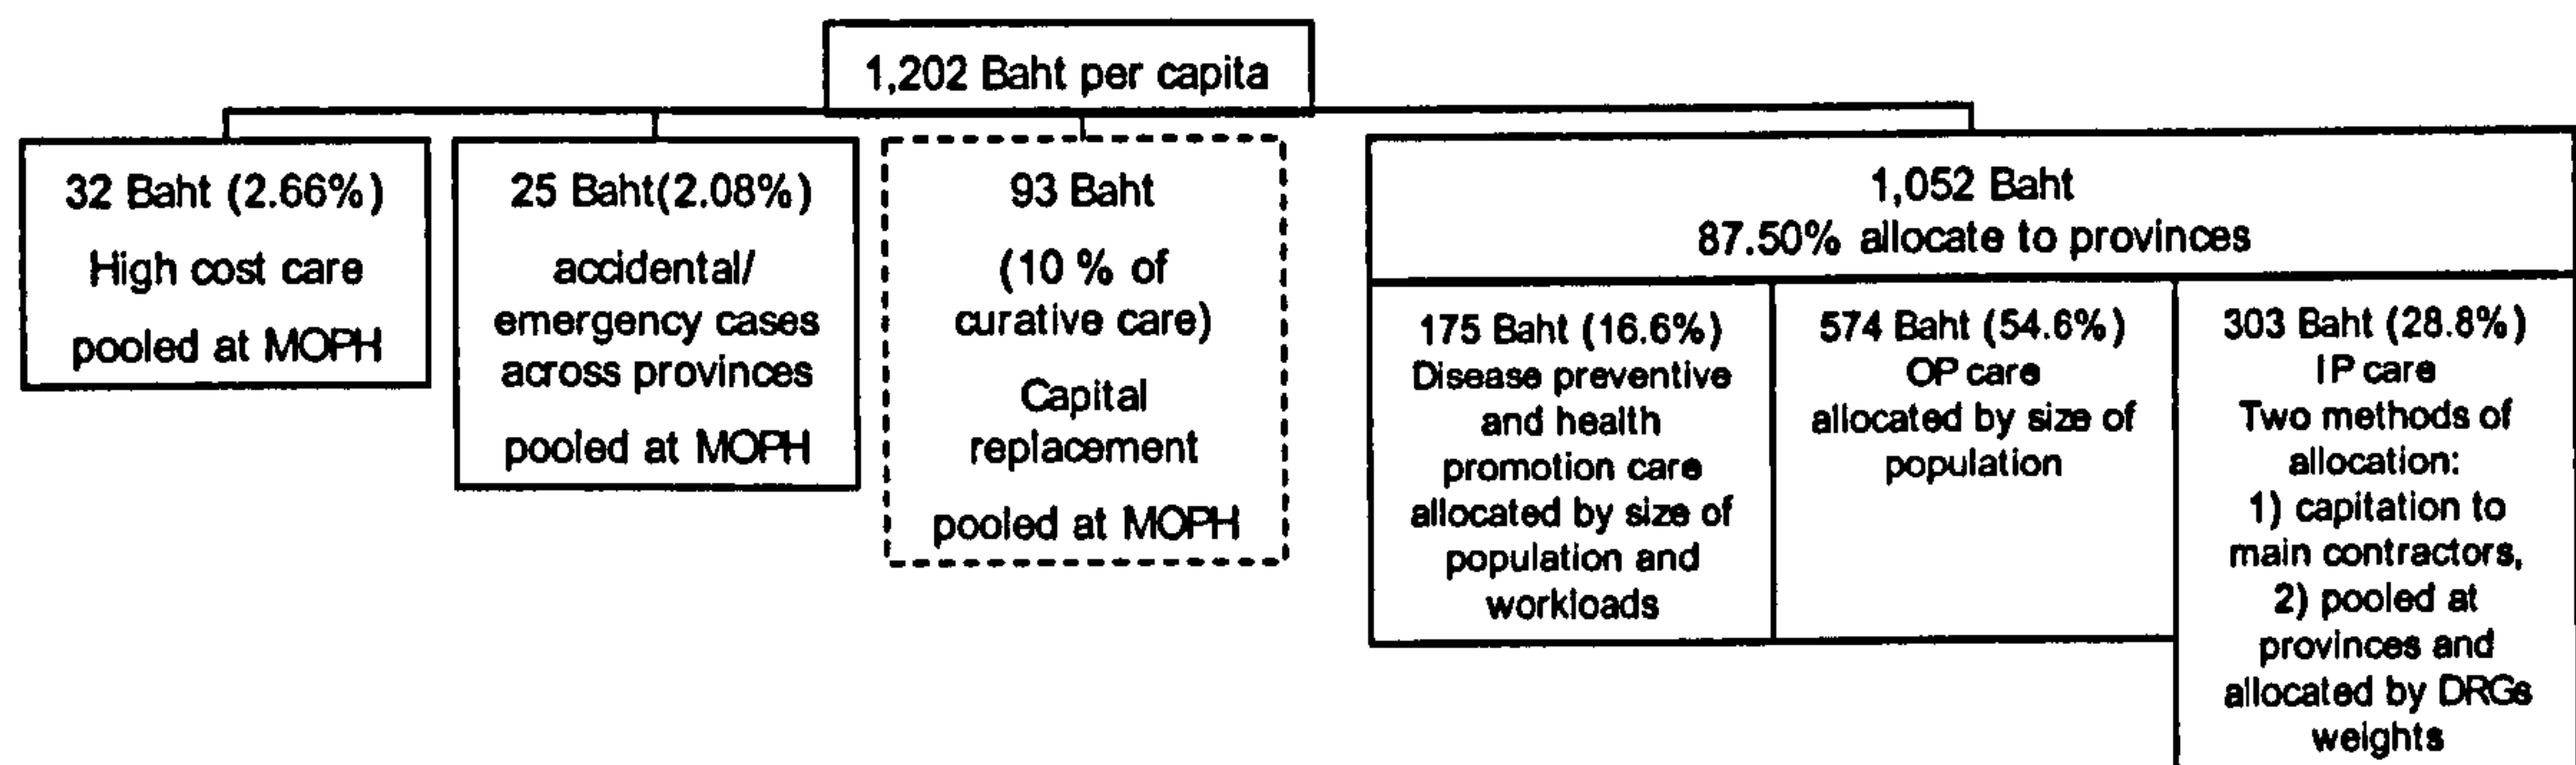 1,202 Baht per capita
32 Baht (2.66%)
High cost care
pooled at MOPH
25 Baht(2.08%)
accidental/
emergency cases
across provinces
pooled at MOPH
93 Baht
(10 % of
curative care)
Capital
replacement
pooled at MOPH
1,052 Baht
87.50% allocate to provinces
175 Baht (16.6%)
Disease preventive
and health
promotion care
allocated by size of
population and
workloads
574 Baht (54.6%)
OP care
allocated by size of
population
303 Baht (28.8%)
IP care
Two methods of
allocation:
1) capitation to
main contractors,
2) pooled at
provinces and
allocated by DRGs
weights